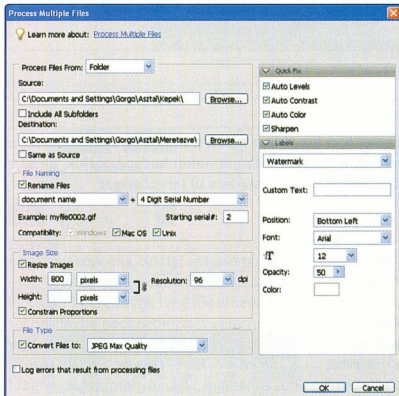 Process Multiple Files
Learn more about: Process Multiple Files
Process Files From: Folder
Source:
C:\Documents and Settings\Gorgo\Asztal\Kepek\ Browse...
Include All Subfolders
Destination:
C:\Documents and Settings\Gorgo\Asztal\Meretezve\ Browse...
Same as Source
File Naming
Rename Files
document name + 4 Digit Serial Number
Example: myfile0002.gif Starting serial#: 2
Compatibility: Windows Mac OS Unix
Image Size
Resize Images
Width: 800 pixels Resolution: 96 dpi
Height: pixels
Constrain Proportions
File Type
Convert Files to: JPEG Max Quality
Log errors that result from processing files
Quick Fix
Auto Levels
Auto Contrast
Auto Color
Sharpen
Labels
Watermark
Custom Text:
Position: Bottom Left
Font: Arial
T 12
Opacity: 50
Color:
OK Cancel